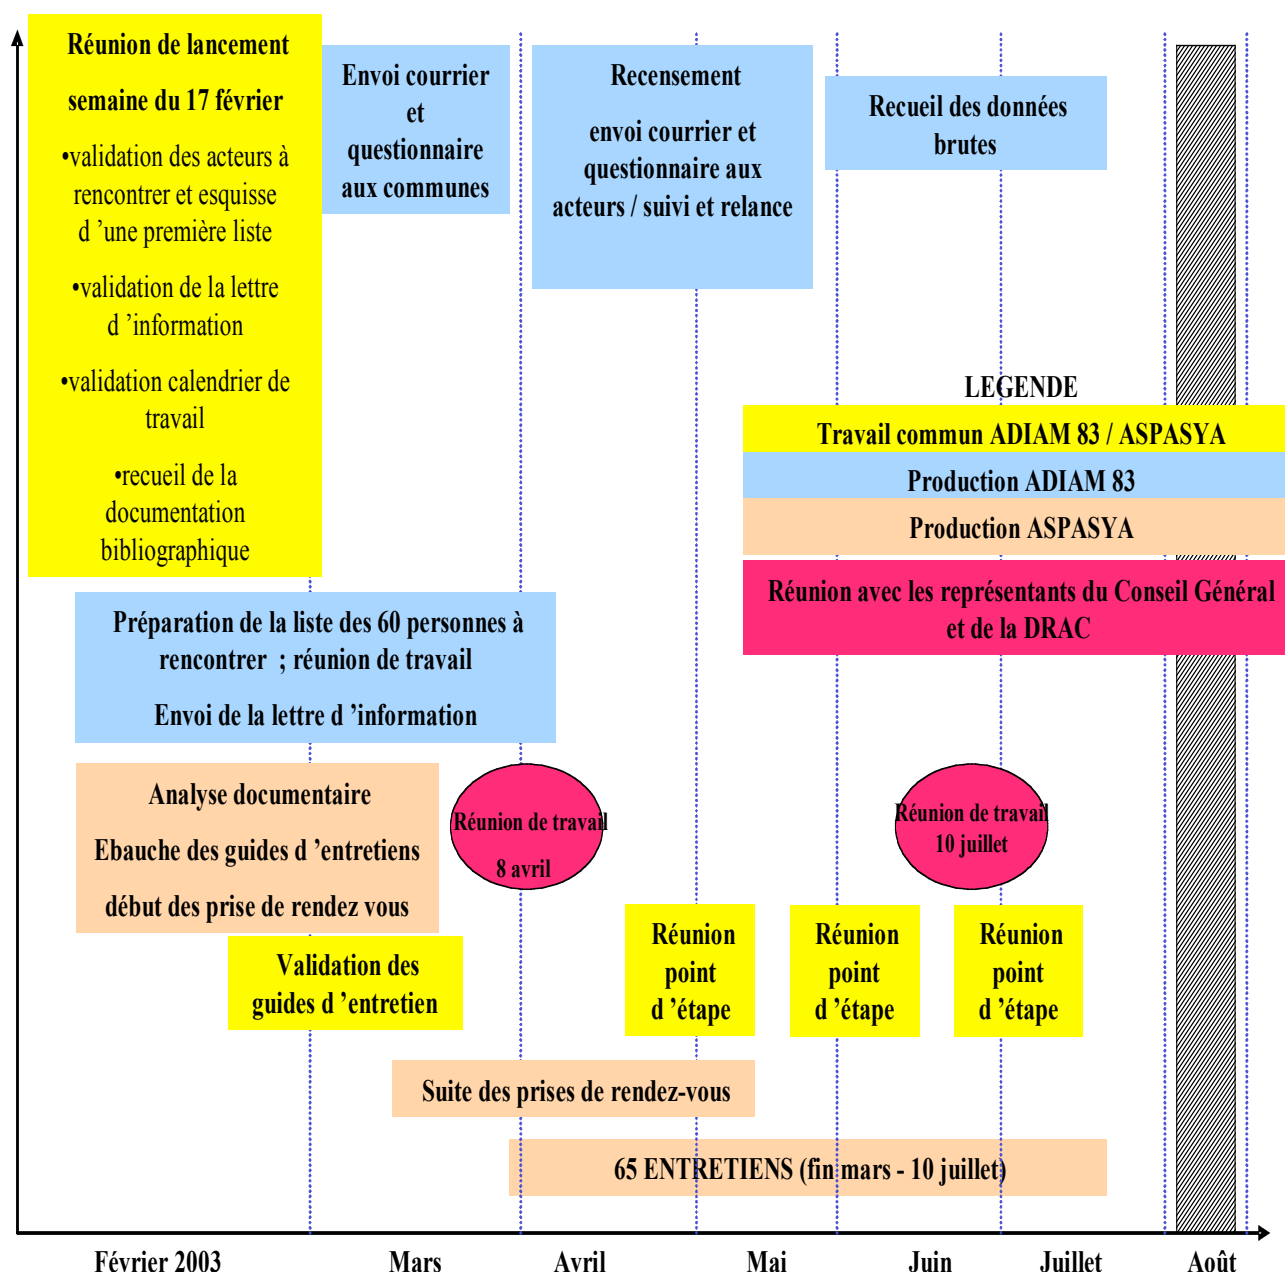 Réunion de lancement
semaine du 17 février
•validation des acteurs à
rencontrer et esquisse
d ’une première liste
•validation de la lettre
d ’information
•validation calendrier de
travail
•recueil de la
documentation
bibliographique
Envoi courrier
et
questionnaire
aux communes
Recensement
envoi courrier et
questionnaire aux
acteurs / suivi et relance
Recueil des données
brutes
LEGENDE
Travail commun ADIAM 83 / ASPASYA
Production ADIAM 83
Production ASPASYA
Réunion avec les représentants du Conseil Général
et de la DRAC
Préparation de la liste des 60 personnes à
rencontrer ; réunion de travail
Envoi de la lettre d ’information
Analyse documentaire
Ebauche des guides d ’entretiens
début des prise de rendez vous
Réunion de travail
8 avril
Réunion de travail
10 juillet
Validation des
guides d ’entretien
Réunion
point
d ’étape
Réunion
point
d ’étape
Réunion
point
d ’étape
Suite des prises de rendez-vous
65 ENTRETIENS (fin mars - 10 juillet)
Février 2003
Mars
Avril
Mai
Juin
Juillet
Août